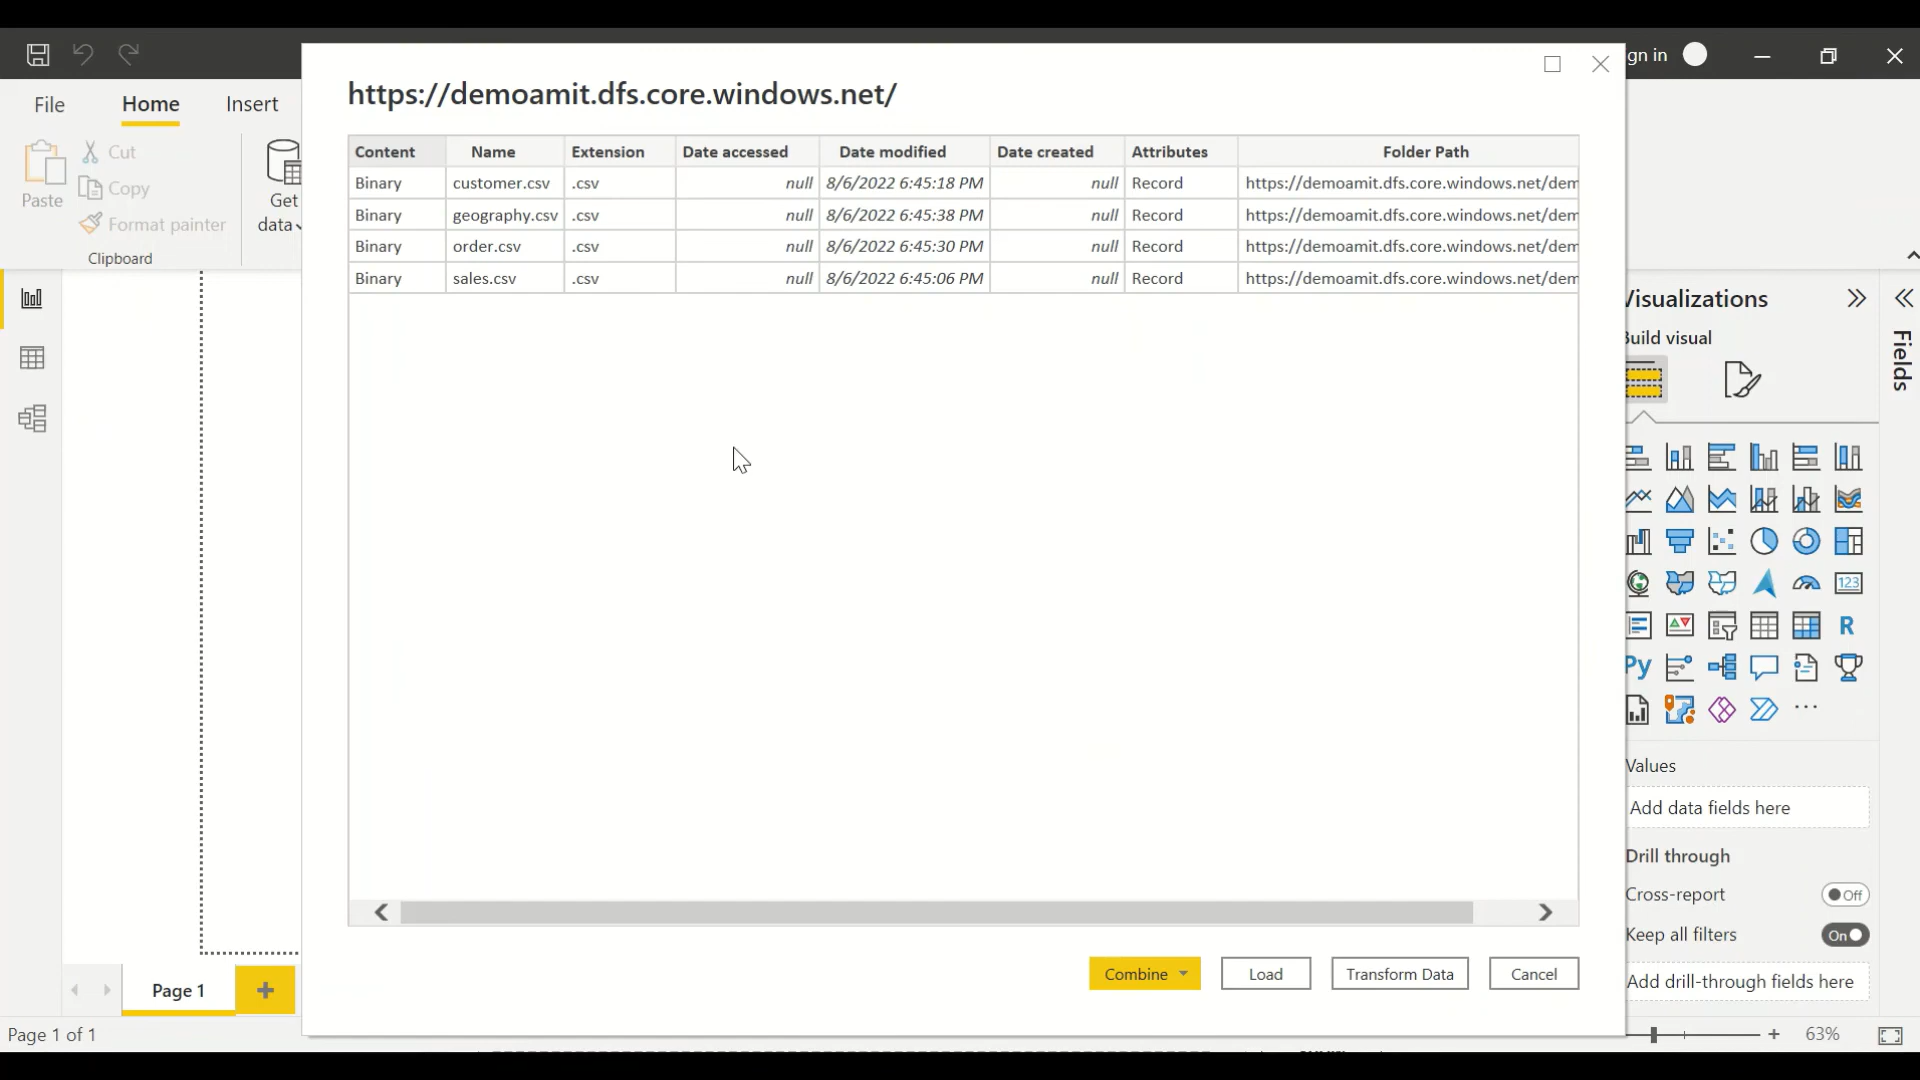 gn in
File Home Insert
Paste
Cut
Copy
Format painter
Clipboard
Get
data
https://demoamit.dfs.core.windows.net/
Content Name Extension Date accessed Date modified Date created Attributes Folder Path
Binary customer.csv .csv null 8/6/2022 6:45:18 PM null Record https://demoamit.dfs.core.windows.net/dem
Binary geography.csv .csv null 8/6/2022 6:45:38 PM null Record https://demoamit.dfs.core.windows.net/dem
Binary order.csv .csv null 8/6/2022 6:45:30 PM null Record https://demoamit.dfs.core.windows.net/dem
Binary sales.csv .csv null 8/6/2022 6:45:06 PM null Record https://demoamit.dfs.core.windows.net/dem
Combine Load Transform Data Cancel
Visualizations
Build visual
Fields
123
R
Py
Values
Add data fields here
Drill through
Cross-report Off
Keep all filters On
Add drill-through fields here
Page 1
Page 1 of 1
63%